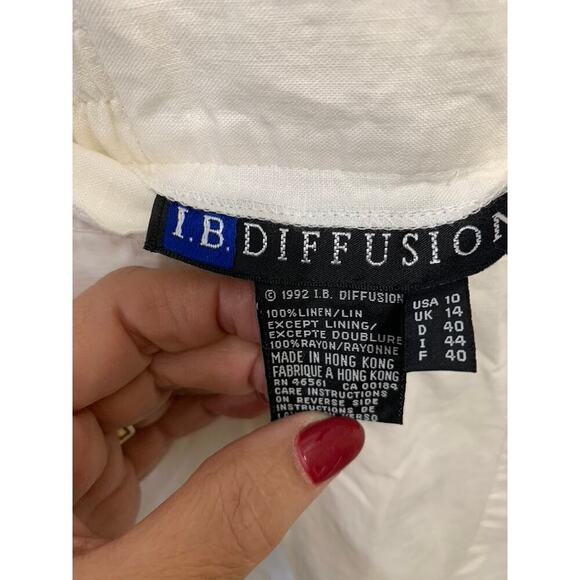 I.B. DIFFUSION
© 1992 I.B. DIFFUSION
100% LINEN/LIN
EXCEPT LINING/
EXCEPTE DOUBLURE
100% RAYON/RAYONNE
MADE IN HONG KONG
FABRIQUE A HONG KONG
RN 46561 CA 00184
CARE INSTRUCTIONS
ON REVERSE SIDE
INSTRUCTIONS DE
VERSO
USA 10
UK 14
D 40
I 44
F 40